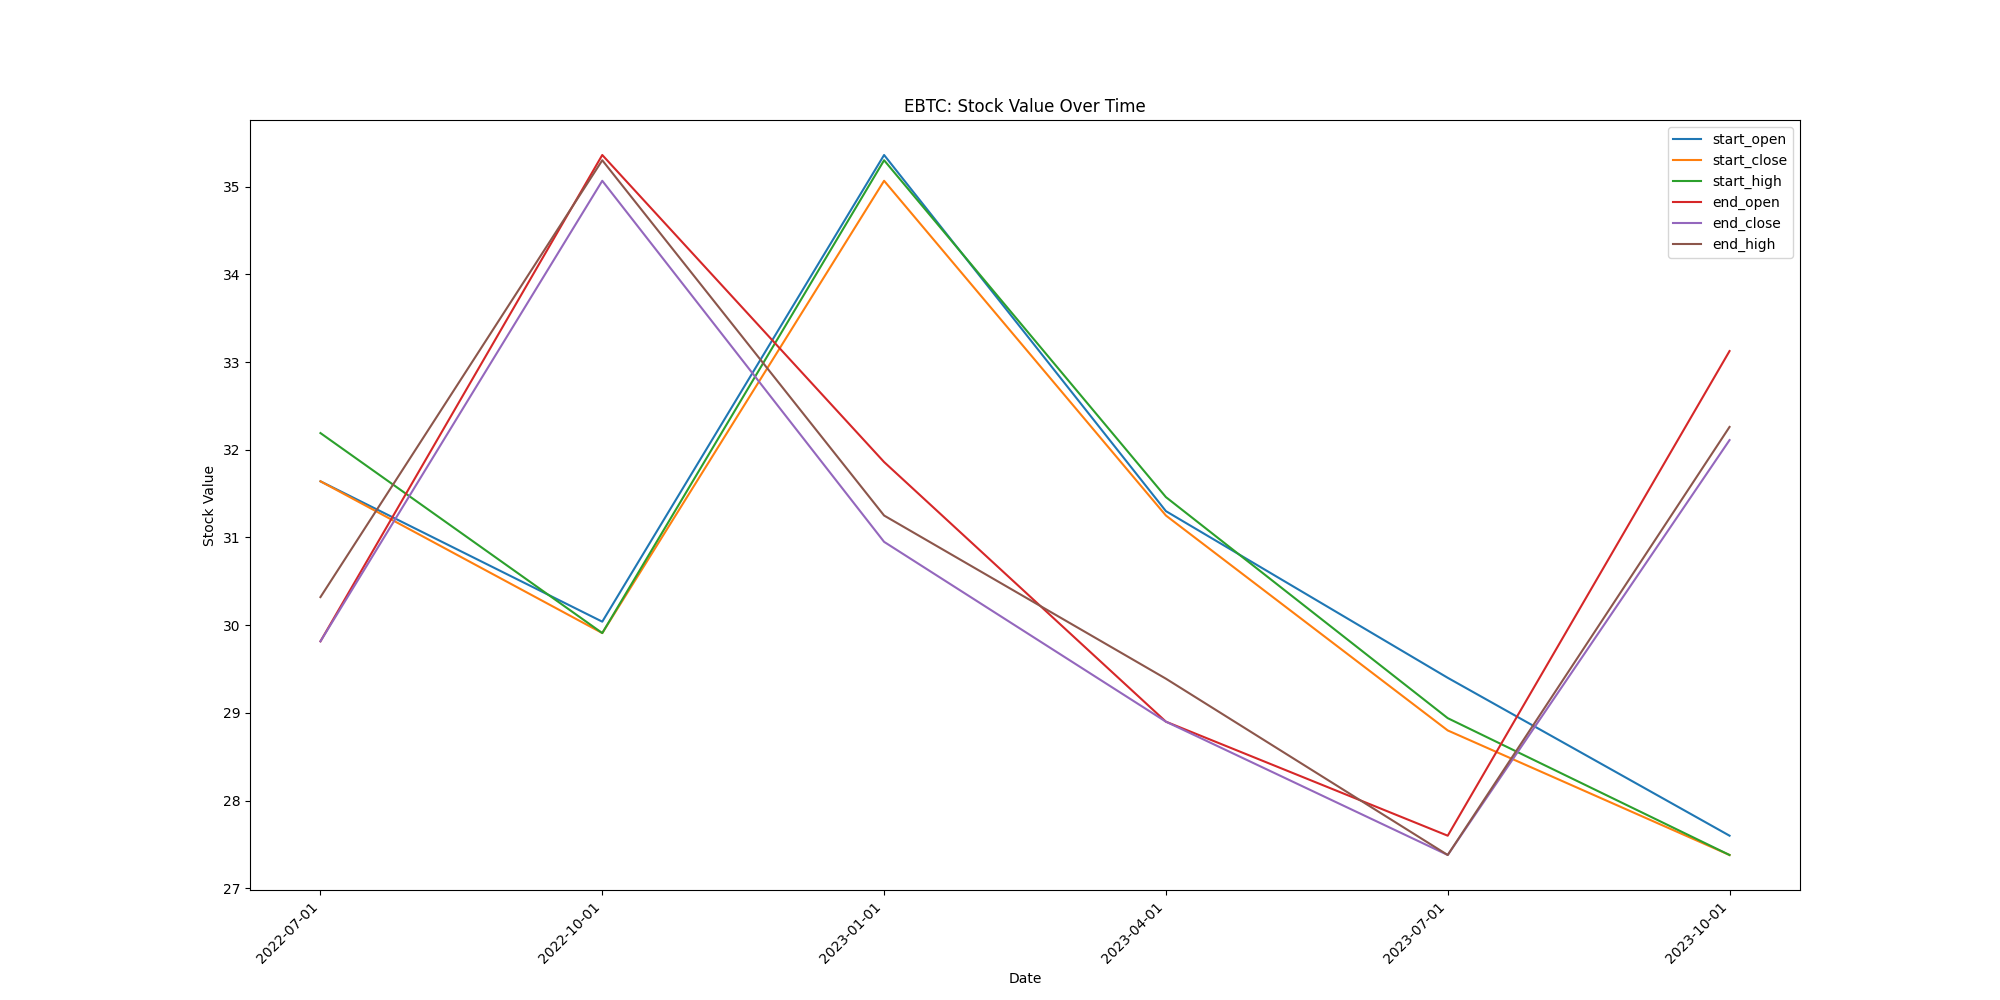 EBTC: Stock Value Over Time
start_open
start_close
start_high
end_open
end_close
end_high
35
34
33
32
31
30
29
28
27
Stock Value
2022-07-01
2022-10-01
2023-01-01
2023-04-01
2023-07-01
2023-10-01
Date